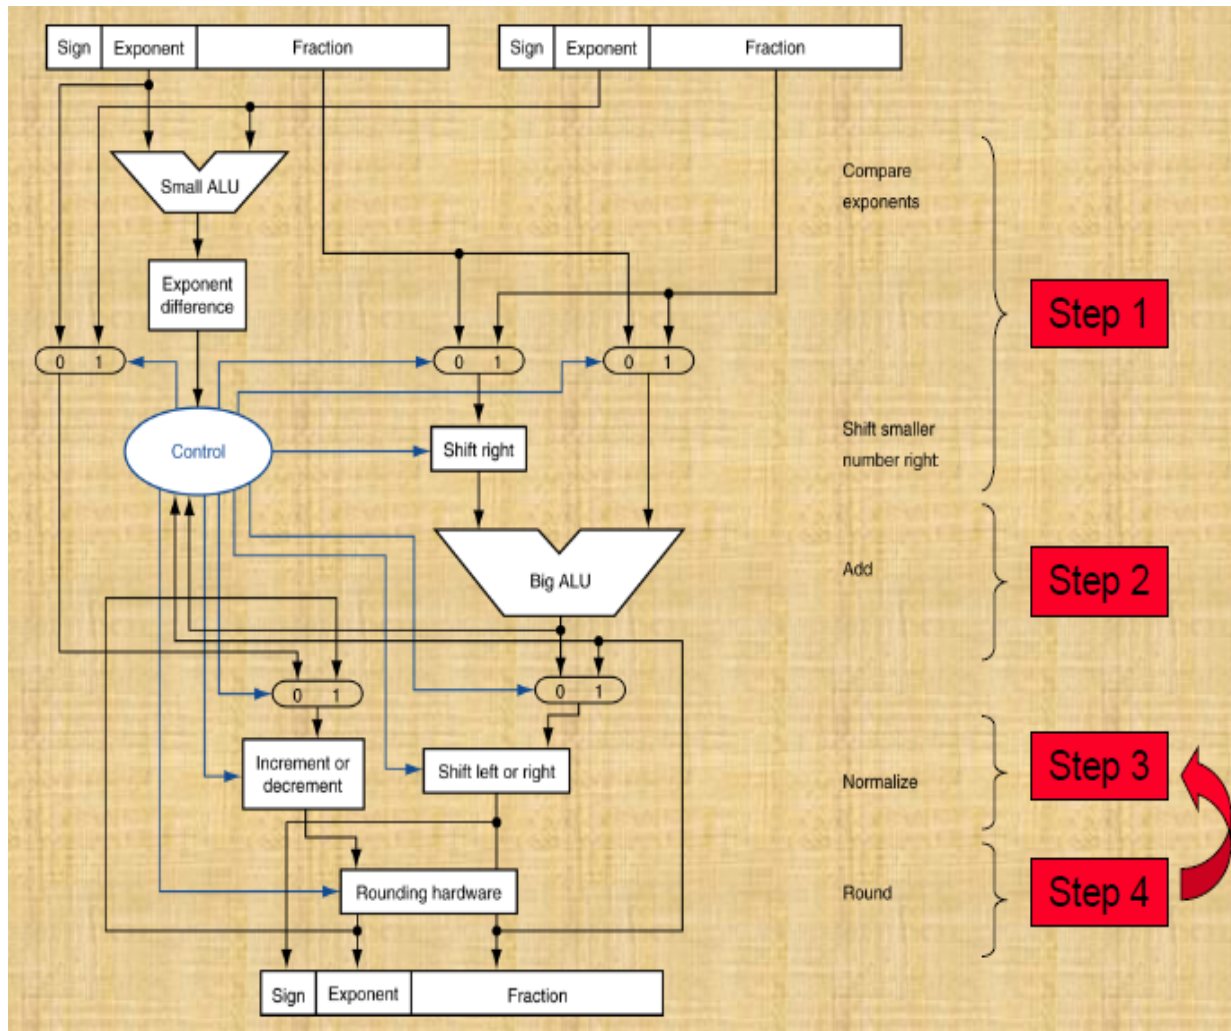 Sign Exponent Fraction
Sign Exponent Fraction
Small ALU
Compare
exponents
Exponent
difference
Step 1
0 1
0 1
0 1
Control
Shift right
Shift smaller
number right:
Big ALU
Add
Step 2
0 1
0 1
Increment or
decrement
Shift left or right
Normalize
Step 3
Rounding hardware
Round
Step 4
Sign Exponent Fraction